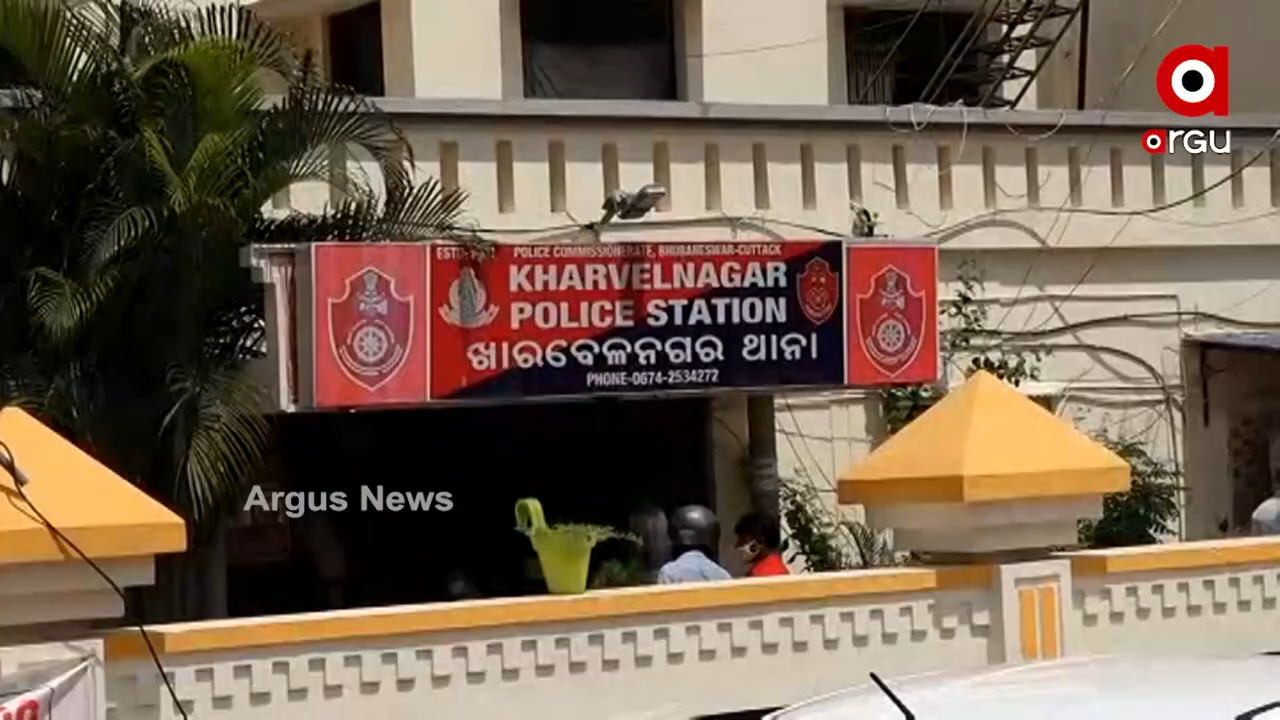 argu
POLICE COMMISSIONERATE, BHUBANESWAR-CUTTACK
KHARVELNAGAR
POLICE STATION
ଖାରବେଳନଗର ଥାନା
PHONE-0674-2534272
Argus News